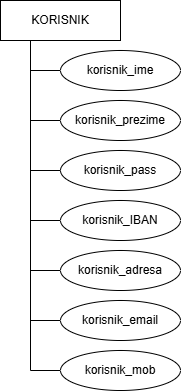 KORISNIK
korisnik_ime
korisnik_prezime
korisnik_pass
korisnik_IBAN
korisnik_adresa
korisnik_email
korisnik_mob